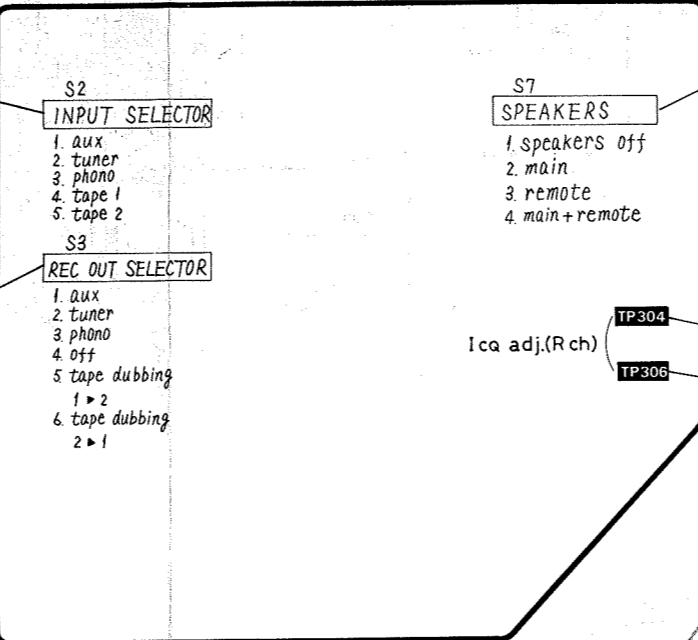 S2
INPUT SELECTOR
1. aux
2. tuner
3. phono
4. tape 1
5. tape 2
S3
REC OUT SELECTOR
1. aux
2. tuner
3. phono
4. off
5. tape dubbing
1 ▶ 2
6. tape dubbing
2 ▶ 1
S7
SPEAKERS
1. speakers off
2. main
3. remote
4. main + remote
TP304
Icq adj.(R ch)
TP306